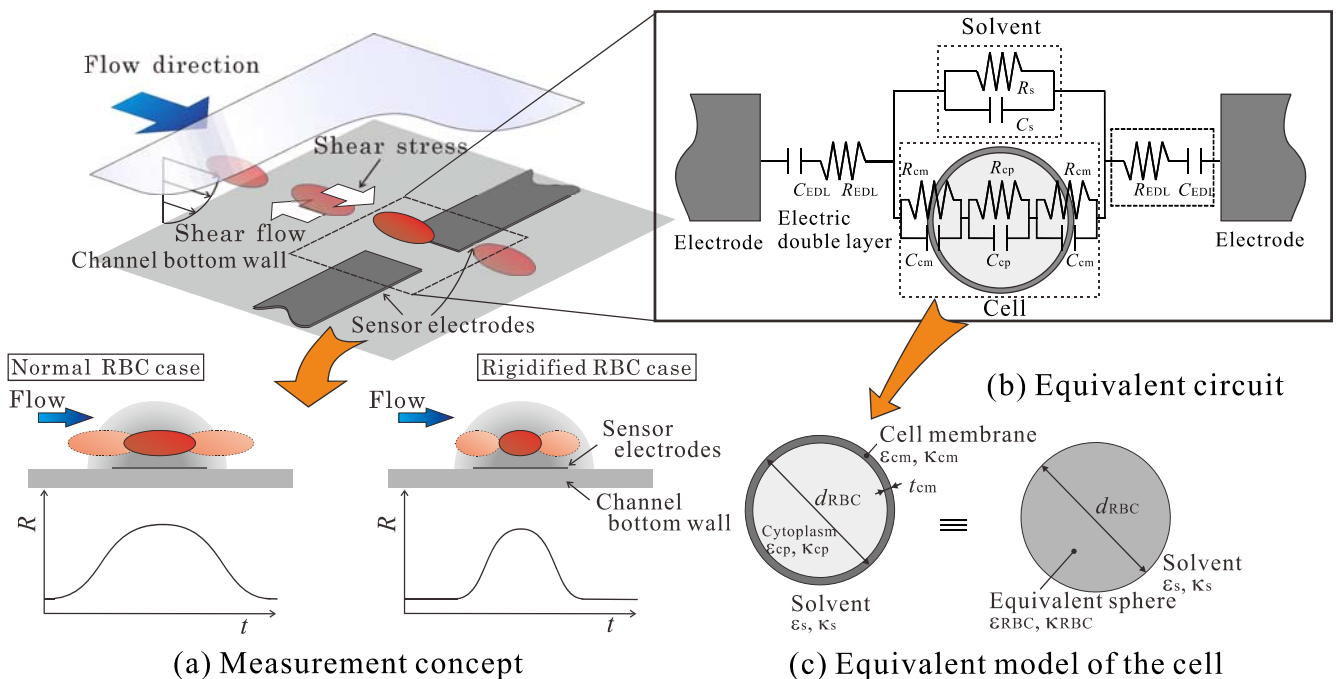 Flow direction
Shear stress
Shear flow
Channel bottom wall
Sensor electrodes
Normal RBC case
Flow
R
t
Rigidified RBC case
Flow
Sensor
electrodes
Channel
bottom wall
R
t
(a) Measurement concept
Solvent
Rs
Cs
CEDL
REDL
Electric
double layer
Electrode
Rcm
Rcp
Rcm
Ccm
Ccp
Ccm
Cell
REDL
CEDL
Electrode
(b) Equivalent circuit
Cell membrane
εcm, κcm
tcm
dRBC
Cytoplasm
εcp, κcp
Solvent
εs, κs
≡
dRBC
Solvent
εs, κs
Equivalent sphere
εRBC, κRBC
(c) Equivalent model of the cell